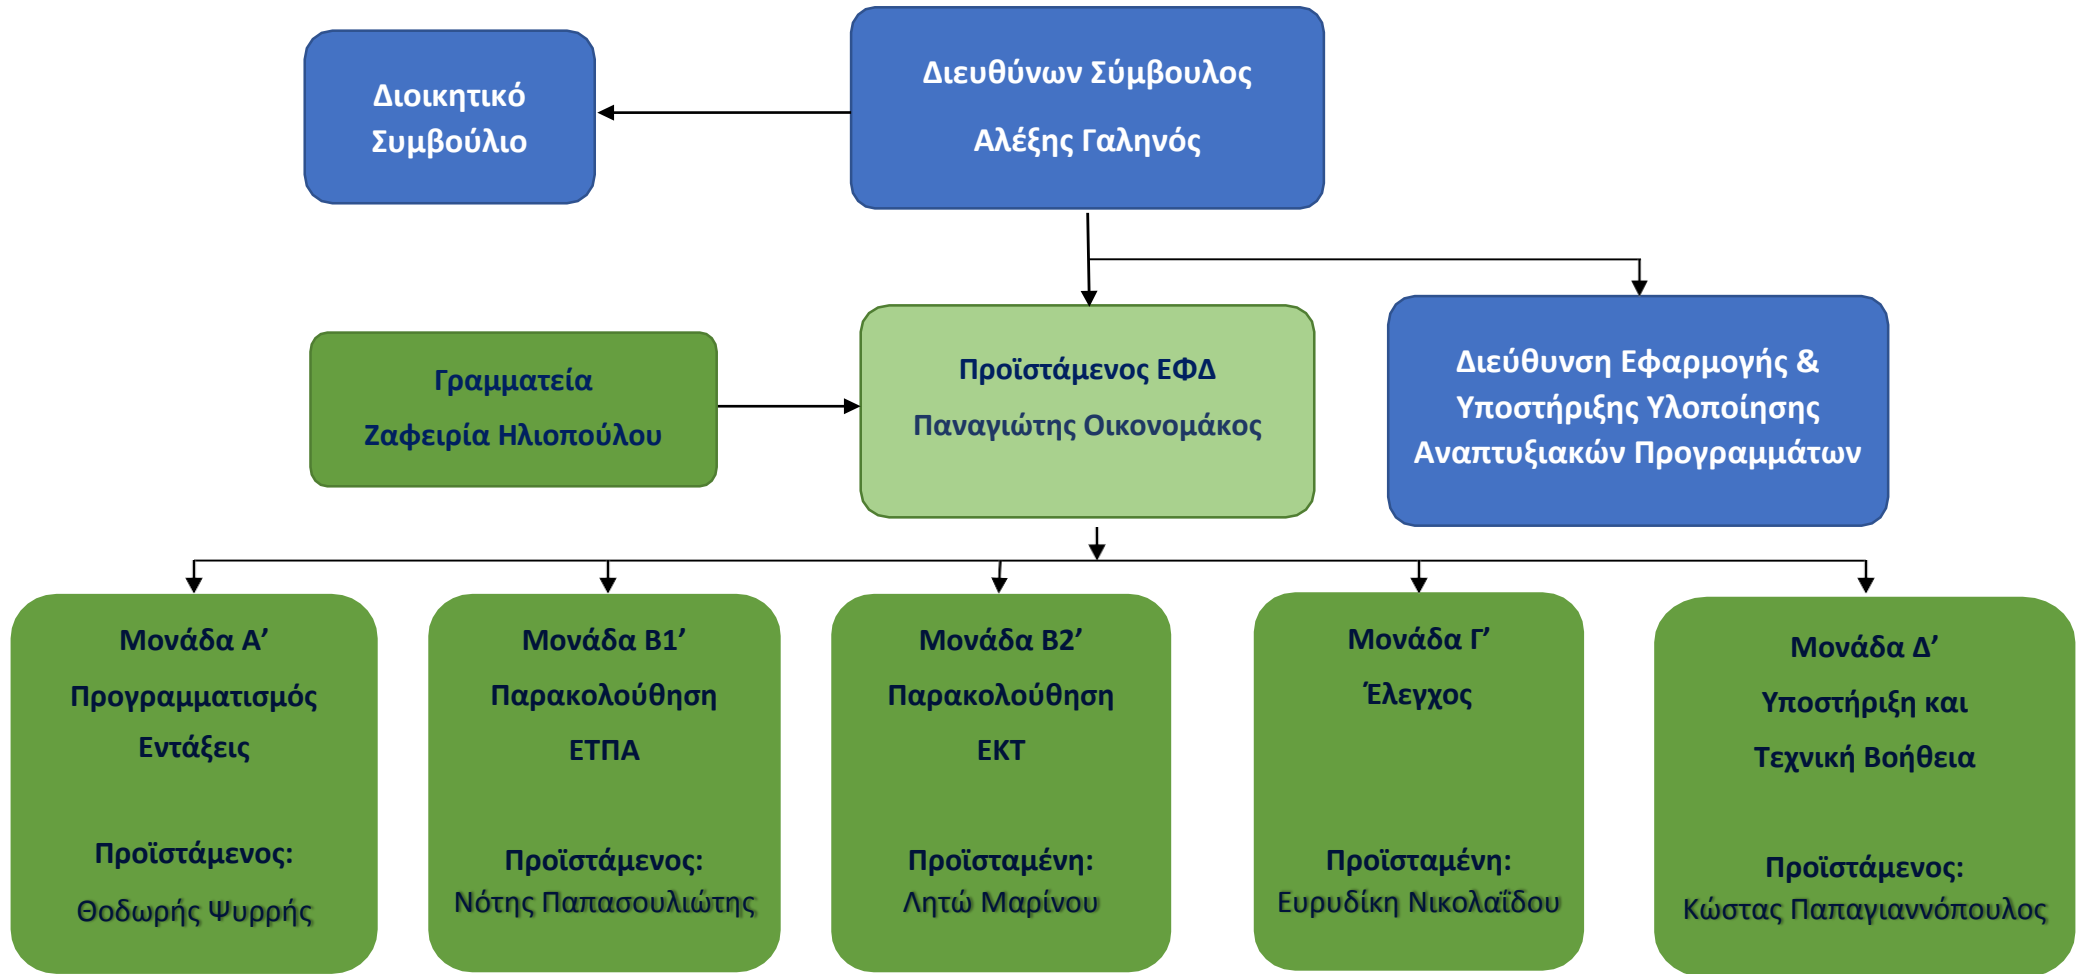 Διοικητικό
Συμβούλιο
Διευθύνων Σύμβουλος
Αλέξης Γαληνός
Γραμματεία
Ζαφειρία Ηλιοπούλου
Προϊστάμενος ΕΦΔ
Παναγιώτης Οικονομάκος
Διεύθυνση Εφαρμογής &
Υποστήριξης Υλοποίησης
Αναπτυξιακών Προγραμμάτων
Μονάδα Α’
Προγραμματισμός
Εντάξεις
Προϊστάμενος:
Θοδωρής Ψυρρής
Μονάδα Β1’
Παρακολούθηση
ΕΤΠΑ
Προϊστάμενος:
Νότης Παπασουλιώτης
Μονάδα Β2’
Παρακολούθηση
ΕΚΤ
Προϊσταμένη:
Λητώ Μαρίνου
Μονάδα Γ’
Έλεγχος
Προϊσταμένη:
Ευρυδίκη Νικολαΐδου
Μονάδα Δ’
Υποστήριξη και
Τεχνική Βοήθεια
Προϊστάμενος:
Κώστας Παπαγιαννόπουλος